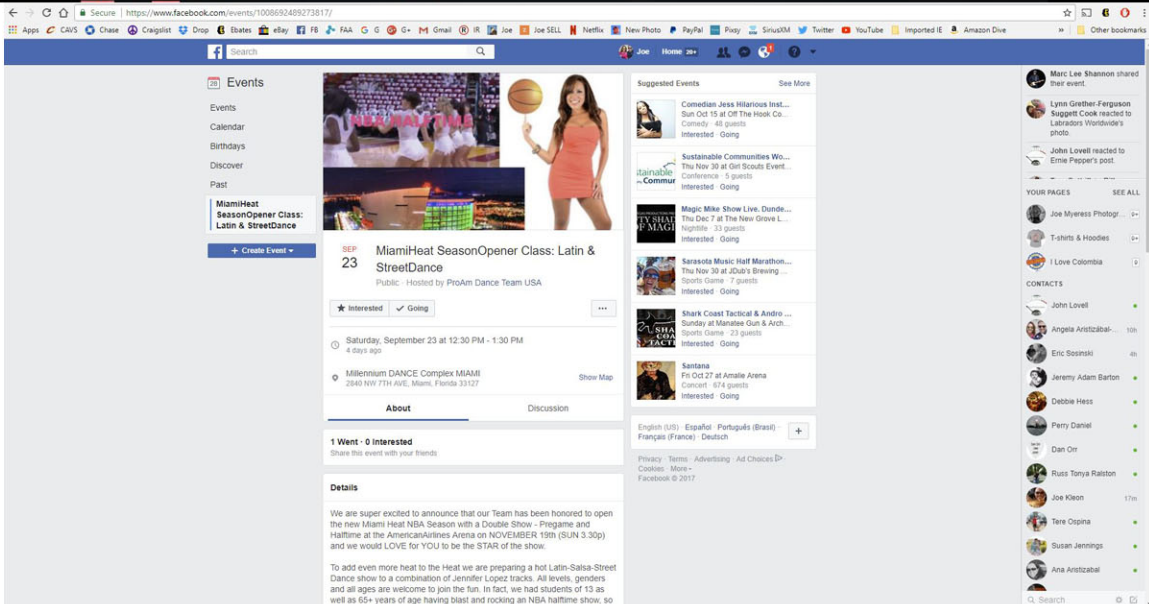 Secure | https://www.facebook.com/events/1008692489273817/
Apps CAVS Chase Craigslist Drop Ebates eBay FB FAA G G G+ Gmail IR Joe Joe SELL Netflix New Photo PayPal Pixsy SiriusXM Twitter YouTube Imported IE Amazon Dive » Other bookmarks
Search
Joe Home 20+
Events
Events
Calendar
Birthdays
Discover
Past
MiamiHeat
SeasonOpener Class:
Latin & StreetDance
+ Create Event
NBA HALFTIME
SEP
23
MiamiHeat SeasonOpener Class: Latin &
StreetDance
Public · Hosted by ProAm Dance Team USA
Interested Going
Saturday, September 23 at 12:30 PM - 1:30 PM
4 days ago
Millennium DANCE Complex MIAMI
2840 NW 7TH AVE, Miami, Florida 33127
Show Map
About Discussion
1 Went · 0 Interested
Share this event with your friends
Details
We are super excited to announce that our Team has been honored to open
the new Miami Heat NBA Season with a Double Show - Pregame and
Halftime at the AmericanAirlines Arena on NOVEMBER 19th (SUN 3.30p)
and we would LOVE for YOU to be the STAR of the show.
To add even more heat to the Heat we are preparing a hot Latin-Salsa-Street
Dance show to a combination of Jennifer Lopez tracks. All levels, genders
and all ages are welcome to join the fun. In fact, we had students of 13 as
well as 65+ years of age having blast and rocking an NBA halftime show, so
Suggested Events See More
Comedian Jess Hilarious Inst...
Sun Oct 15 at Off The Hook Co...
Comedy · 48 guests
Interested · Going
Sustainable Communities Wo...
Thu Nov 30 at Girl Scouts Event...
Conference · 5 guests
Interested · Going
Magic Mike Show Live. Dunde...
Thu Dec 7 at The New Grove L...
Nightlife · 33 guests
Interested · Going
Sarasota Music Half Marathon...
Thu Nov 30 at JDub's Brewing ...
Sports Game · 7 guests
Interested · Going
Shark Coast Tactical & Andro ...
Sunday at Manatee Gun & Arch...
Sports Game · 23 guests
Interested · Going
Santana
Fri Oct 27 at Amalie Arena
Concert · 674 guests
Interested · Going
English (US) · Español · Português (Brasil) ·
Français (France) · Deutsch
Privacy · Terms · Advertising · Ad Choices ·
Cookies · More
Facebook © 2017
Marc Lee Shannon shared
their event.
Lynn Grether-Ferguson
Suggett Cook reacted to
Labradors Worldwide's
photo.
John Lovell reacted to
Ernie Pepper's post.
YOUR PAGES SEE ALL
Joe Myeress Photogr...
T-shirts & Hoodies
I Love Colombia
CONTACTS
John Lovell
Angela Aristizábal-... 10h
Eric Sosinski 4h
Jeremy Adam Barton
Debbie Hess
Perry Daniel
Dan Orr
Russ Tonya Ralston
Joe Kleon 17m
Tere Ospina
Susan Jennings
Ana Aristizabal
Search